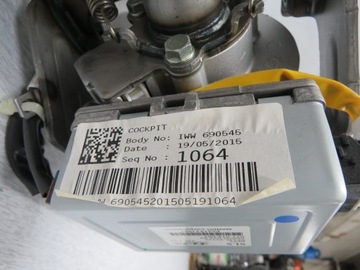 COCKPIT
Body No: IWW 690545
Date : 19/05/2015
Seq No : 1064
690545201505191064